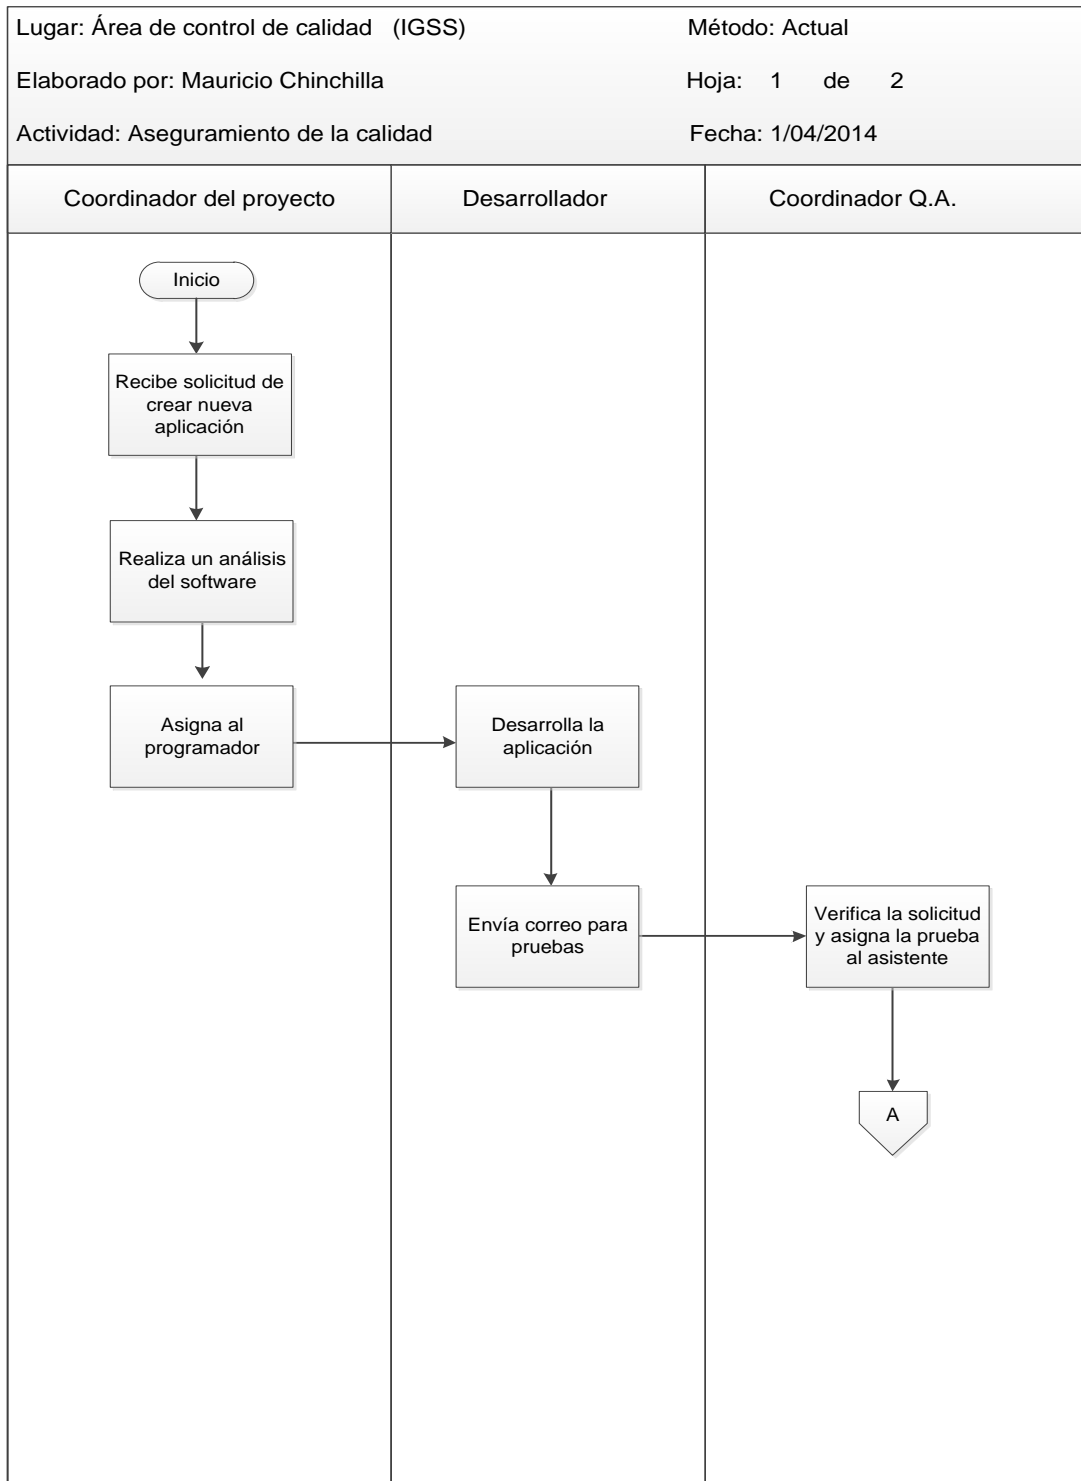 Lugar: Área de control de calidad (IGSS)
Método: Actual
Elaborado por: Mauricio Chinchilla
Hoja: 1 de 2
Actividad: Aseguramiento de la calidad
Fecha: 1/04/2014
Coordinador del proyecto
Desarrollador
Coordinador Q.A.
Inicio
Recibe solicitud de
crear nueva
aplicación
Realiza un análisis
del software
Asigna al
programador
Desarrolla la
aplicación
Envía correo para
pruebas
Verifica la solicitud
y asigna la prueba
al asistente
A